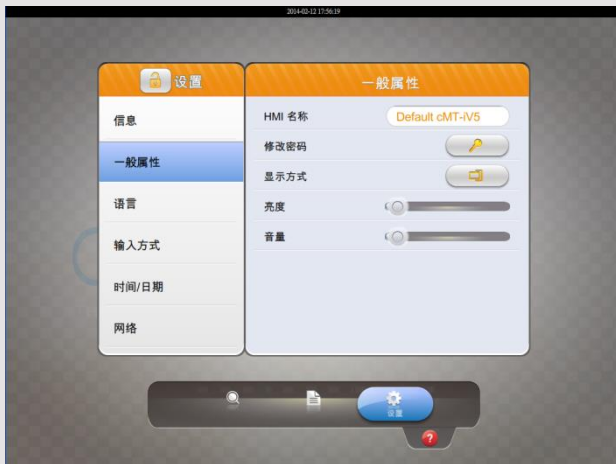 2014-02-12 17:56:19
设置
一般属性
信息
一般属性
语言
输入方式
时间/日期
网络
HMI 名称
Default cMT-iV5
修改密码
显示方式
亮度
音量
设置
?